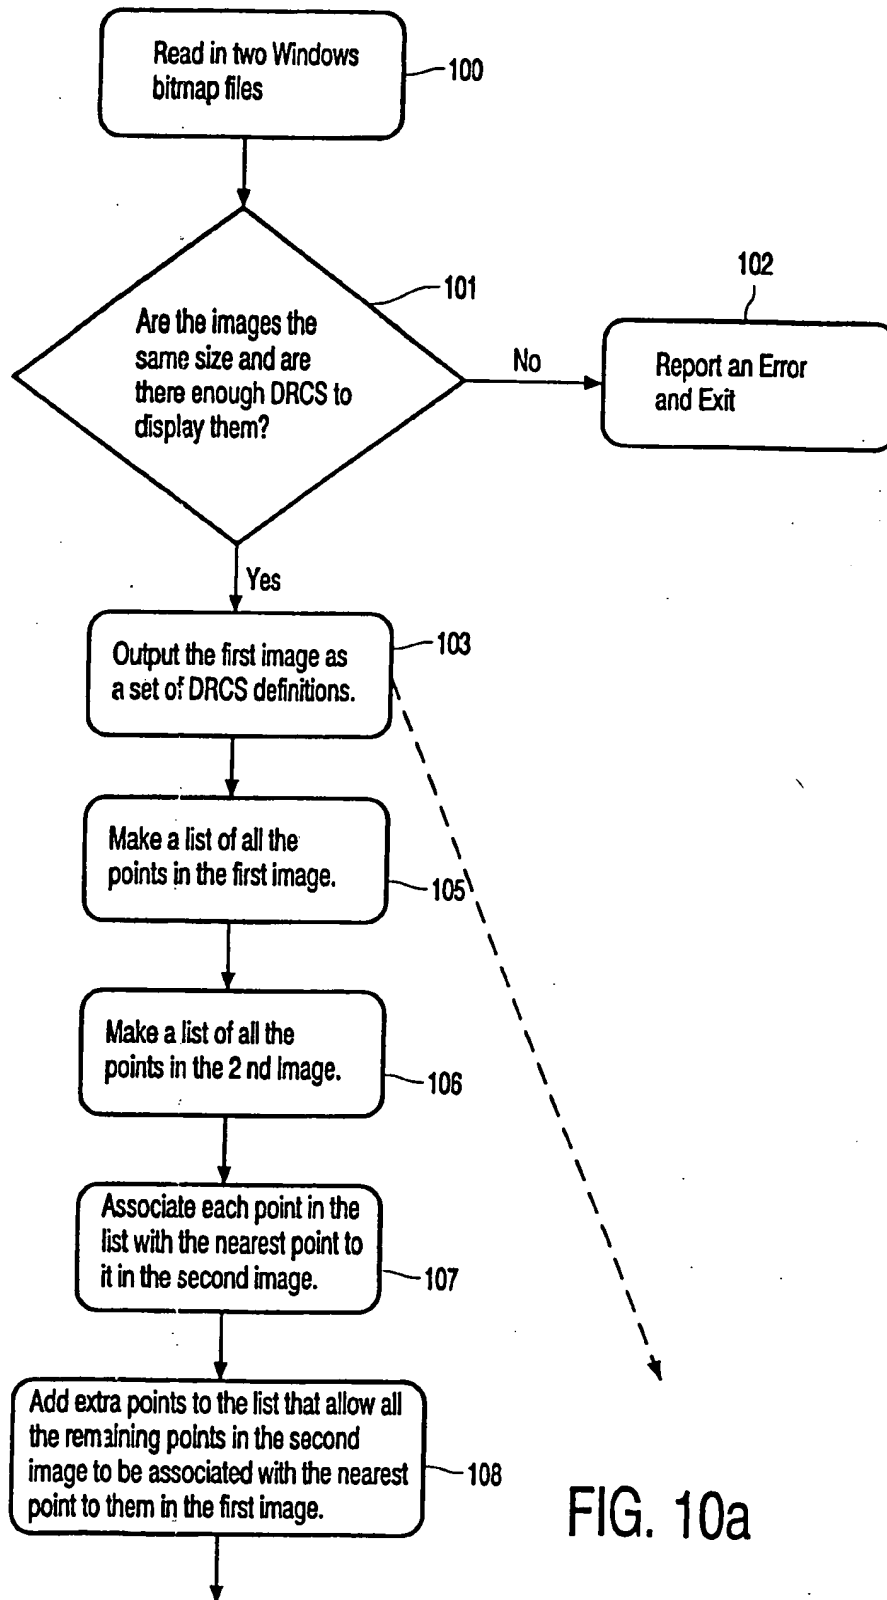 Read in two Windows
bitmap files
100
101
Are the images the
same size and are
there enough DRCS to
display them?
No
102
Report an Error
and Exit
Yes
103
Output the first image as
a set of DRCS definitions.
Make a list of all the
points in the first image.
105
Make a list of all the
points in the 2 nd image.
106
Associate each point in the
list with the nearest point to
it in the second image.
107
Add extra points to the list that allow all
the remaining points in the second
image to be associated with the nearest
point to them in the first image.
108
FIG. 10a